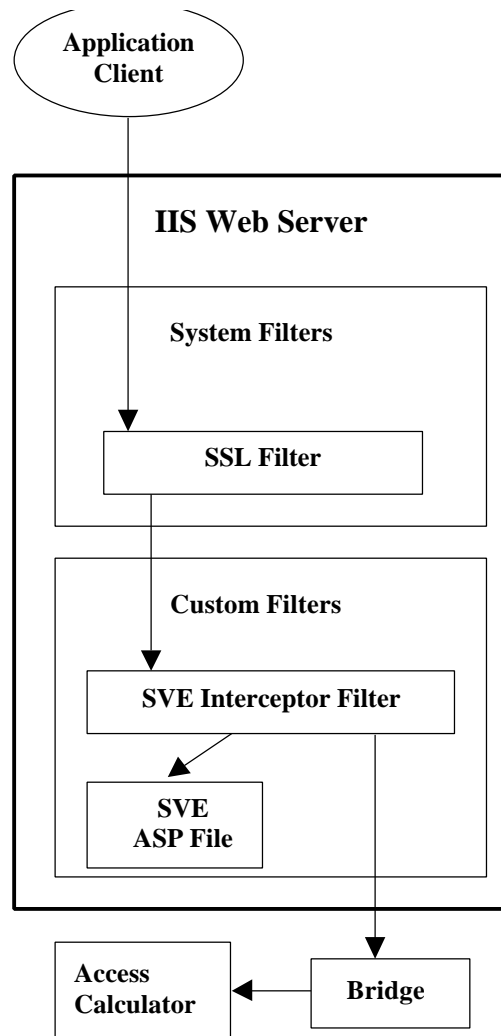 Application
Client
IIS Web Server
System Filters
SSL Filter
Custom Filters
SVE Interceptor Filter
SVE
ASP File
Access
Calculator
Bridge